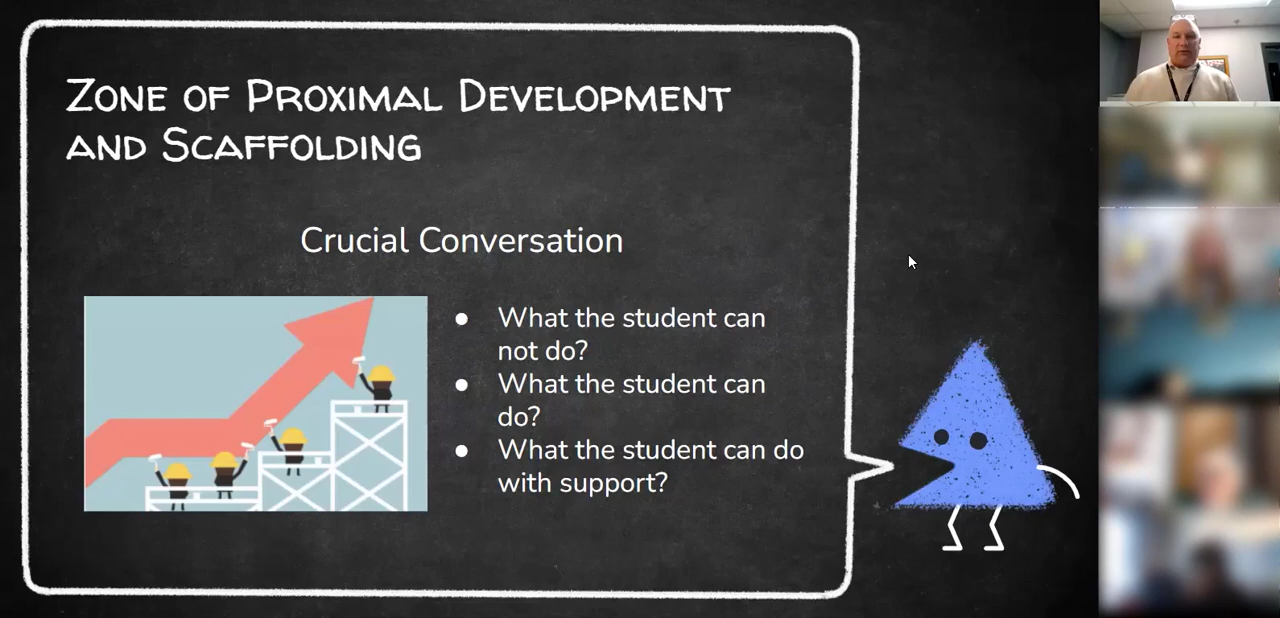 Zone of Proximal Development
and Scaffolding
Crucial Conversation
● What the student can
not do?
● What the student can
do?
● What the student can do
with support?